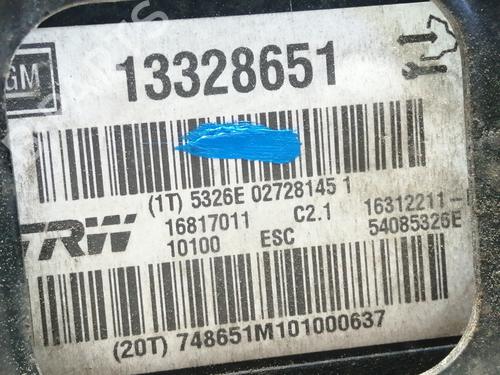 GM 13328651
(1T) 5326E 02728145 1
TRW 16817011 C2.1 16312211-
10100 ESC 54085326E
(20T) 748651M101000637